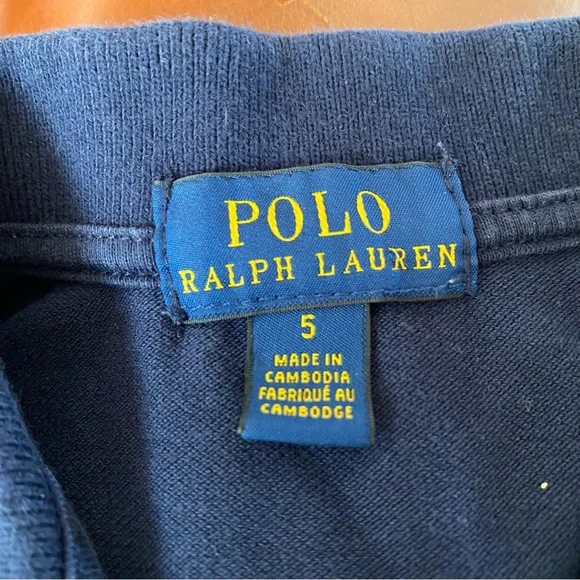 POLO
RALPH LAUREN
5
MADE IN
CAMBODIA
FABRIQUÉ AU
CAMBODGE